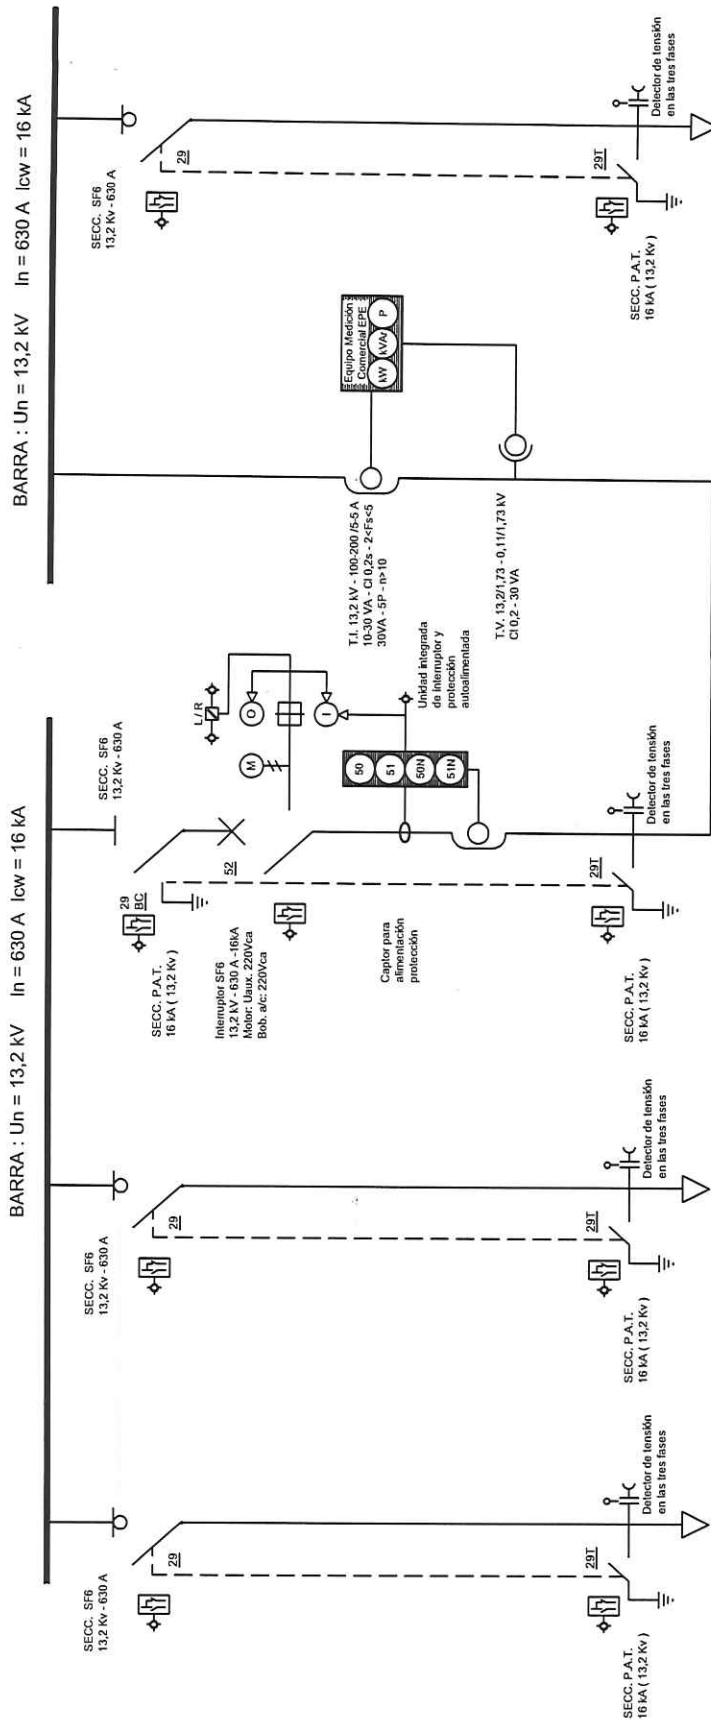 BARRA : Un = 13,2 kV    In = 630 A  Icw = 16 kA
BARRA : Un = 13,2 kV    In = 630 A  Icw = 16 kA
SECC. SF6
13,2 Kv - 630 A
29
29T
SECC. P.A.T.
16 kA ( 13,2 Kv )
Detector de tensión
en las tres fases
SECC. SF6
13,2 Kv - 630 A
29
29T
SECC. P.A.T.
16 kA ( 13,2 Kv )
Detector de tensión
en las tres fases
SECC. SF6
13,2 Kv - 630 A
29
BC
SECC. P.A.T.
16 kA ( 13,2 Kv )
52
Interruptor SF6
13,2 kV - 630 A -16kA
Motor: Uaux. 220Vca
Bob. a/c: 220Vca
L / R
M
O
I
50
51
50N
51N
Unidad integrada
de interruptor y
protección
autoalimentada
Captor para
alimentación
protección
29T
SECC. P.A.T.
16 kA ( 13,2 Kv )
Detector de tensión
en las tres fases
Equipo Medición
Comercial EPE
kW
kVAr
P
T.I. 13,2 kV - 100-200 /5-5 A
10-30 VA - Cl 0,2s - 2<Fs<5
30VA - 5P - n>10
T.V. 13,2/1,73 - 0,11/1,73 kV
Cl 0,2 - 30 VA
SECC. SF6
13,2 Kv - 630 A
29
29T
SECC. P.A.T.
16 kA ( 13,2 Kv )
Detector de tensión
en las tres fases